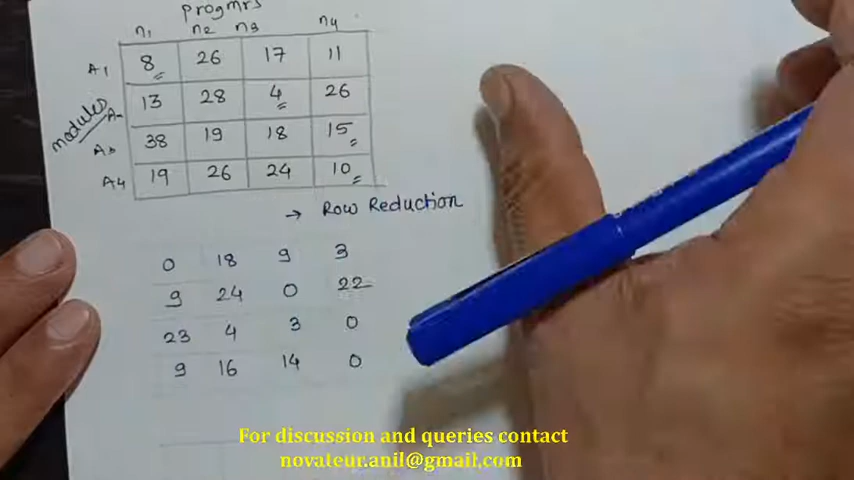 progmrs
n1 n2 n3 n4
A1 8 26 17 11
modules A 13 28 4 26
A3 38 19 18 15
A4 19 26 24 10
→ Row Reduction
0 18 9 3
9 24 0 22
23 4 3 0
9 16 14 0
For discussion and queries contact
novateur.anil@gmail.com